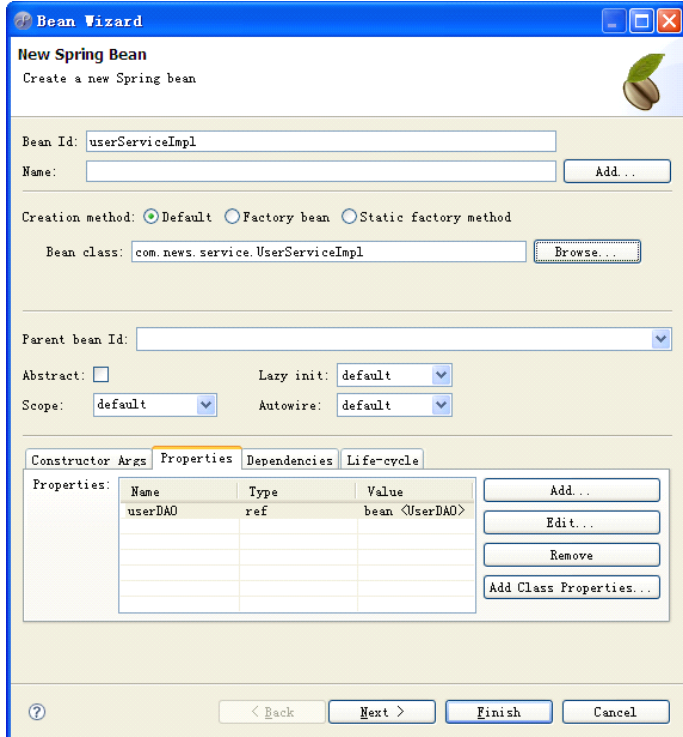 Bean Wizard
New Spring Bean
Create a new Spring bean
Bean Id: userServiceImpl
Name: Add...
Creation method: Default Factory bean Static factory method
Bean class: com.news.service.UserServiceImpl Browse...
Parent bean Id:
Abstract: Lazy init: default
Scope: default Autowire: default
Constructor Args Properties Dependencies Life-cycle
Properties: Name Type Value Add...
userDAO ref bean <UserDAO>
Edit...
Remove
Add Class Properties...
? < Back Next > Finish Cancel